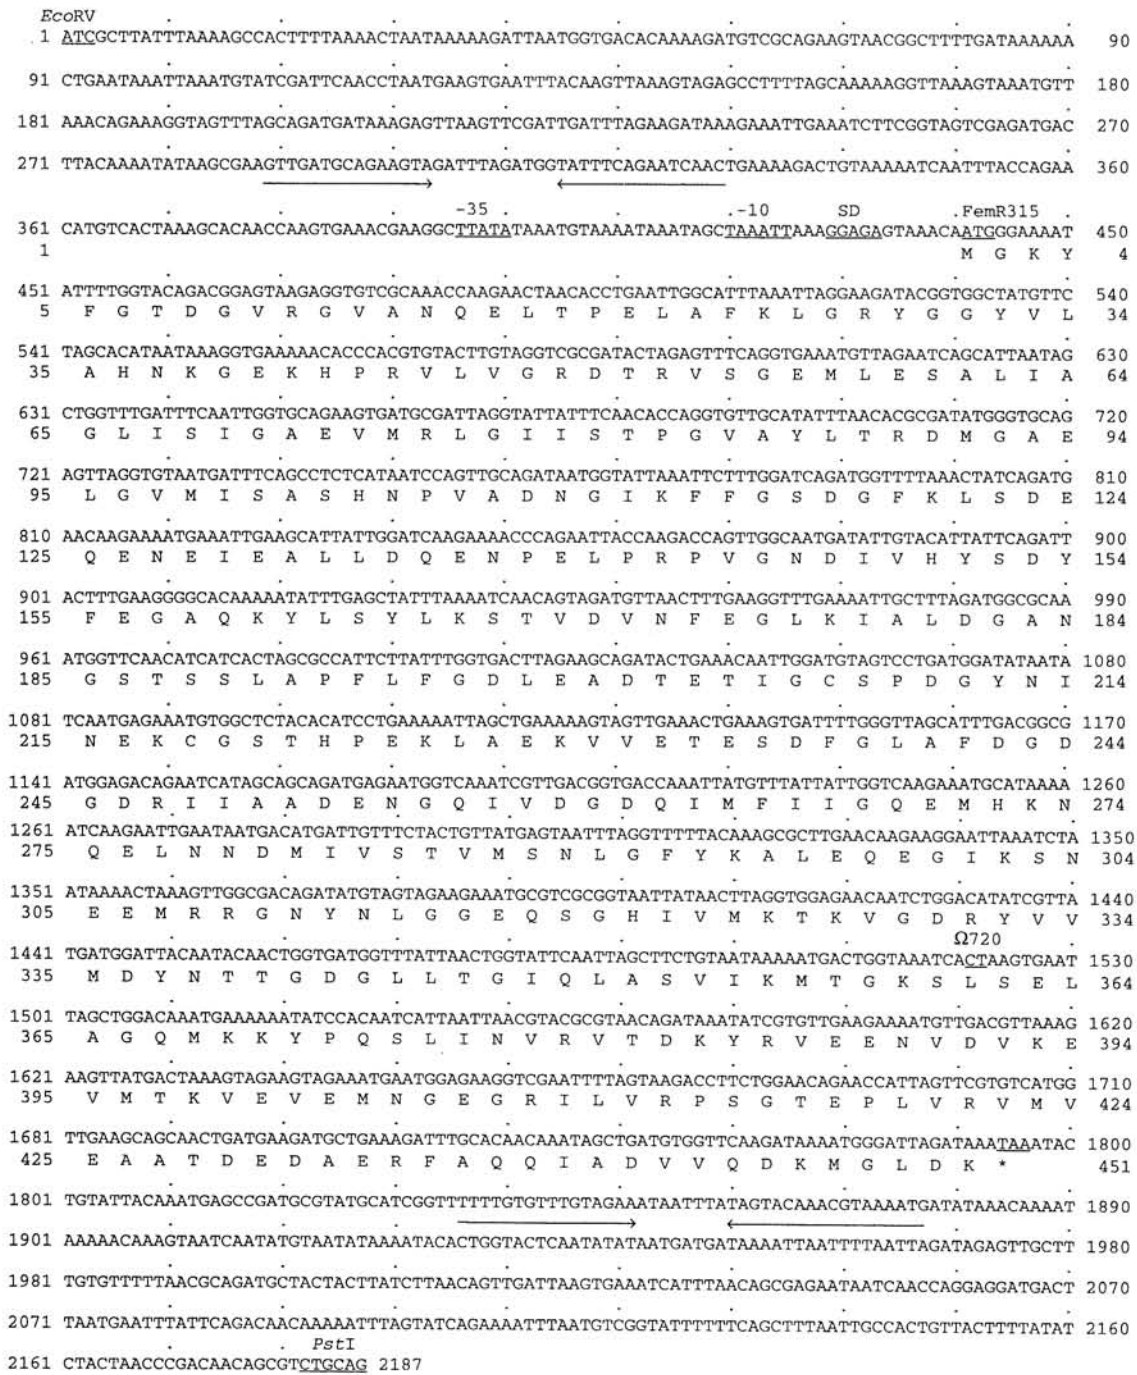 EcoRV
1 ATCGCTTATTTAAAAGCCACTTTTAAAACTAATAAAAAGATTAATGGTGACACAAAAGATGTCGCAGAAGTAACGGCTTTTGATAAAAAA 90
91 CTGAATAAATTAAATGTATCGATTCAACCTAATGAAGTGAATTTACAAGTTAAAGTAGAGCCTTTTAGCAAAAAGGTTAAAGTAAATGTT 180
181 AAACAGAAAGGTAGTTTAGCAGATGATAAAGAGTTAAGTTCGATTGATTTAGAAGATAAAGAAATTGAAATCTTCGGTAGTCGAGATGAC 270
271 TTACAAAATATAAGCGAAGTTGATGCAGAAGTAGATTTAGATGGTATTTCAGAATCAACTGAAAAGACTGTAAAAATCAATTTACCAGAA 360
-35 -10 SD FemR315
361 CATGTCACTAAAGCACAACCAAGTGAAACGAAGGCTTATATAAATGTAAAATAAATAGCTAAATTAAAGGAGAGTAAACAATGGGAAAAT 450
1 M G K Y 4
451 ATTTTGGTACAGACGGAGTAAGAGGTGTCGCAAACCAAGAACTAACACCTGAATTGGCATTTAAATTAGGAAGATACGGTGGCTATGTTC 540
5 F G T D G V R G V A N Q E L T P E L A F K L G R Y G G Y V L 34
541 TAGCACATAATAAAGGTGAAAAACACCCACGTGTACTTGTAGGTCGCGATACTAGAGTTTCAGGTGAAATGTTAGAATCAGCATTAATAG 630
35 A H N K G E K H P R V L V G R D T R V S G E M L E S A L I A 64
631 CTGGTTTGATTTCAATTGGTGCAGAAGTGATGCGATTAGGTATTATTTCAACACCAGGTGTTGCATATTTAACACGCGATATGGGTGCAG 720
65 G L I S I G A E V M R L G I I S T P G V A Y L T R D M G A E 94
721 AGTTAGGTGTAATGATTTCAGCCTCTCATAATCCAGTTGCAGATAATGGTATTAAATTCTTTGGATCAGATGGTTTTAAACTATCAGATG 810
95 L G V M I S A S H N P V A D N G I K F F G S D G F K L S D E 124
810 AACAAGAAAATGAAATTGAAGCATTATTGGATCAAGAAAACCCAGAATTACCAAGACCAGTTGGCAATGATATTGTACATTATTCAGATT 900
125 Q E N E I E A L L D Q E N P E L P R P V G N D I V H Y S D Y 154
901 ACTTTGAAGGGGCACAAAAATATTTGAGCTATTTAAAATCAACAGTAGATGTTAACTTTGAAGGTTTGAAAATTGCTTTAGATGGCGCAA 990
155 F E G A Q K Y L S Y L K S T V D V N F E G L K I A L D G A N 184
961 ATGGTTCAACATCATCACTAGCGCCATTCTTATTTGGTGACTTAGAAGCAGATACTGAAACAATTGGATGTAGTCCTGATGGATATAATA 1080
185 G S T S S L A P F L F G D L E A D T E T I G C S P D G Y N I 214
1081 TCAATGAGAAATGTGGCTCTACACATCCTGAAAAATTAGCTGAAAAAGTAGTTGAAACTGAAAGTGATTTTGGGTTAGCATTTGACGGCG 1170
215 N E K C G S T H P E K L A E K V V E T E S D F G L A F D G D 244
1141 ATGGAGACAGAATCATAGCAGCAGATGAGAATGGTCAAATCGTTGACGGTGACCAAATTATGTTTATTATTGGTCAAGAAATGCATAAAA 1260
245 G D R I I A A D E N G Q I V D G D Q I M F I I G Q E M H K N 274
1261 ATCAAGAATTGAATAATGACATGATTGTTTCTACTGTTATGAGTAATTTAGGTTTTTACAAAGCGCTTGAACAAGAAGGAATTAAATCTA 1350
275 Q E L N N D M I V S T V M S N L G F Y K A L E Q E G I K S N 304
1351 ATAAAACTAAAGTTGGCGACAGATATGTAGTAGAAGAAATGCGTCGCGGTAATTATAACTTAGGTGGAGAACAATCTGGACATATCGTTA 1440
305 E E M R R G N Y N L G G E Q S G H I V M K T K V G D R Y V V 334
Ω720
1441 TGATGGATTACAATACAACTGGTGATGGTTTATTAACTGGTATTCAATTAGCTTCTGTAATAAAAATGACTGGTAAATCACTAAGTGAAT 1530
335 M D Y N T T G D G L L T G I Q L A S V I K M T G K S L S E L 364
1501 TAGCTGGACAAATGAAAAAATATCCACAATCATTAATTAACGTACGCGTAACAGATAAATATCGTGTTGAAGAAAATGTTGACGTTAAAG 1620
365 A G Q M K K Y P Q S L I N V R V T D K Y R V E E N V D V K E 394
1621 AAGTTATGACTAAAGTAGAAGTAGAAATGAATGGAGAAGGTCGAATTTTAGTAAGACCTTCTGGAACAGAACCATTAGTTCGTGTCATGG 1710
395 V M T K V E V E M N G E G R I L V R P S G T E P L V R V M V 424
1681 TTGAAGCAGCAACTGATGAAGATGCTGAAAGATTTGCACAACAAATAGCTGATGTGGTTCAAGATAAAATGGGATTAGATAAATAAATAC 1800
425 E A A T D E D A E R F A Q Q I A D V V Q D K M G L D K * 451
1801 TGTATTACAAATGAGCCGATGCGTATGCATCGGTTTTTTGTGTTTGTAGAAATAATTTATAGTACAAACGTAAAATGATATAAACAAAAT 1890
1901 AAAAACAAAGTAATCAATATGTAATATAAAATACACTGGTACTCAATATATAATGATGATAAAATTAATTTTAATTAGATAGAGTTGCTT 1980
1981 TGTGTTTTTAACGCAGATGCTACTACTTATCTTAACAGTTGATTAAGTGAAATCATTTAACAGCGAGAATAATCAACCAGGAGGATGACT 2070
2071 TAATGAATTTATTCAGACAACAAAAATTTAGTATCAGAAAATTTAATGTCGGTATTTTTTCAGCTTTAATTGCCACTGTTACTTTTATAT 2160
PstI
2161 CTACTAACCCGACAACAGCGTCTGCAG 2187